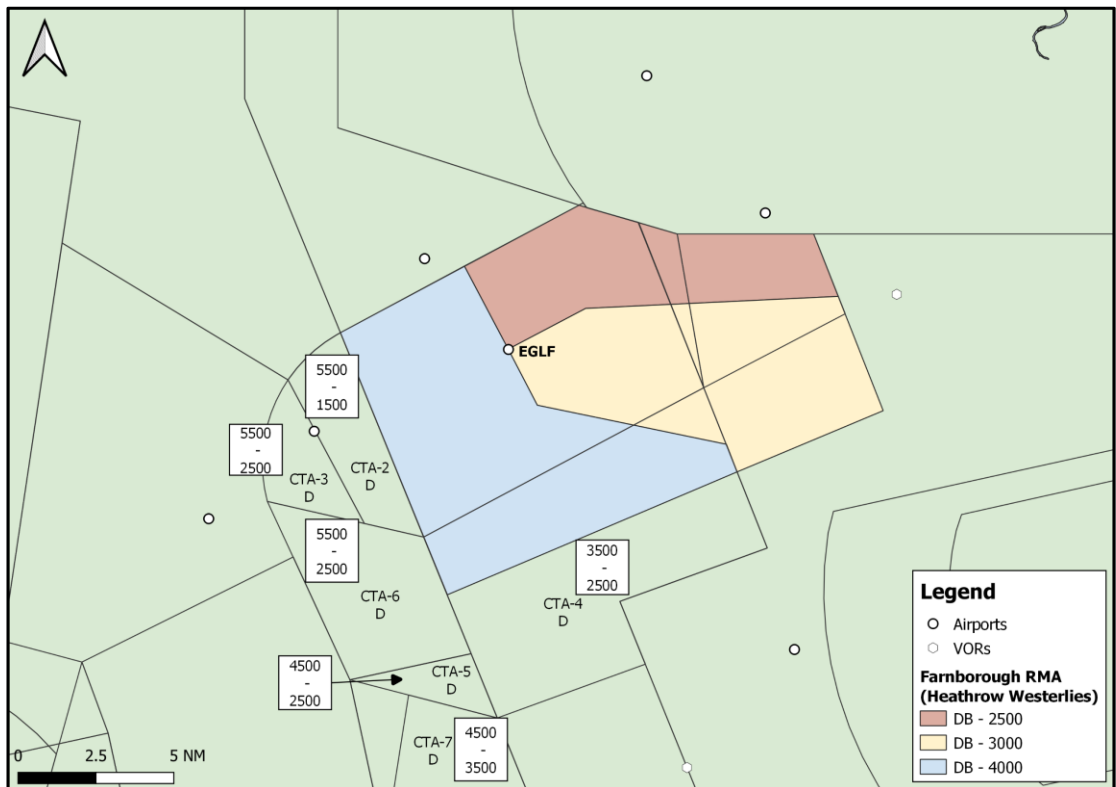 EGLF
5500
-
1500
5500
-
2500
CTA-3
D
CTA-2
D
5500
-
2500
3500
-
2500
CTA-6
D
CTA-4
D
4500
-
2500
CTA-5
D
4500
-
3500
CTA-7
D
0 2.5 5 NM
Legend
Airports
VORs
Farnborough RMA
(Heathrow Westerlies)
DB - 2500
DB - 3000
DB - 4000